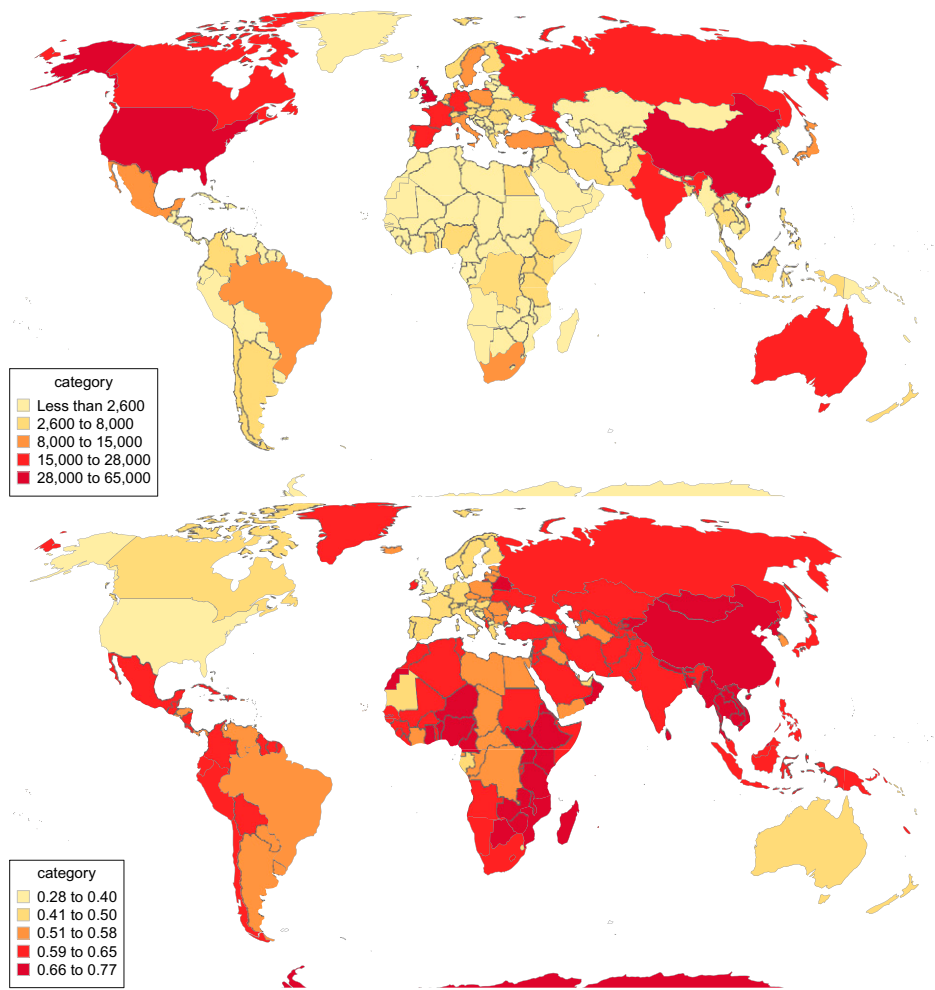 category
Less than 2,600
2,600 to 8,000
8,000 to 15,000
15,000 to 28,000
28,000 to 65,000
category
0.28 to 0.40
0.41 to 0.50
0.51 to 0.58
0.59 to 0.65
0.66 to 0.77